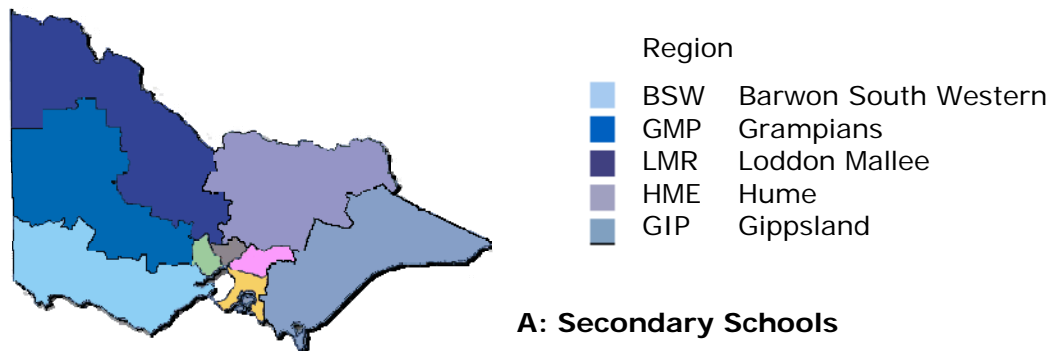 Region
BSW Barwon South Western
GMP Grampians
LMR Loddon Mallee
HME Hume
GIP Gippsland
A: Secondary Schools